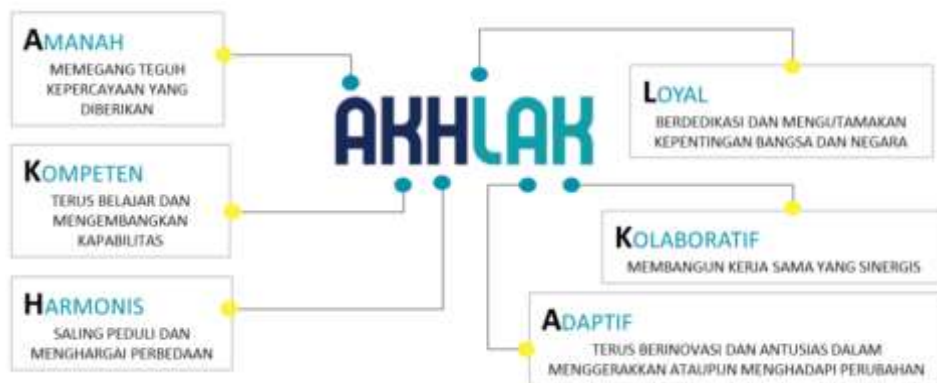 AMANAH
MEMEGANG TEGUH
KEPERCAYAAN YANG
DIBERIKAN
KOMPETEN
TERUS BELAJAR DAN
MENGEMBANGKAN
KAPABILITAS
HARMONIS
SALING PEDULI DAN
MENGHARGAI PERBEDAAN
AKHLAK
LOYAL
BERDEDIKASI DAN MENGUTAMAKAN
KEPENTINGAN BANGSA DAN NEGARA
KOLABORATIF
MEMBANGUN KERJA SAMA YANG SINERGIS
ADAPTIF
TERUS BERINOVASI DAN ANTUSIAS DALAM
MENGGERAKKAN ATAUPUN MENGHADAPI PERUBAHAN